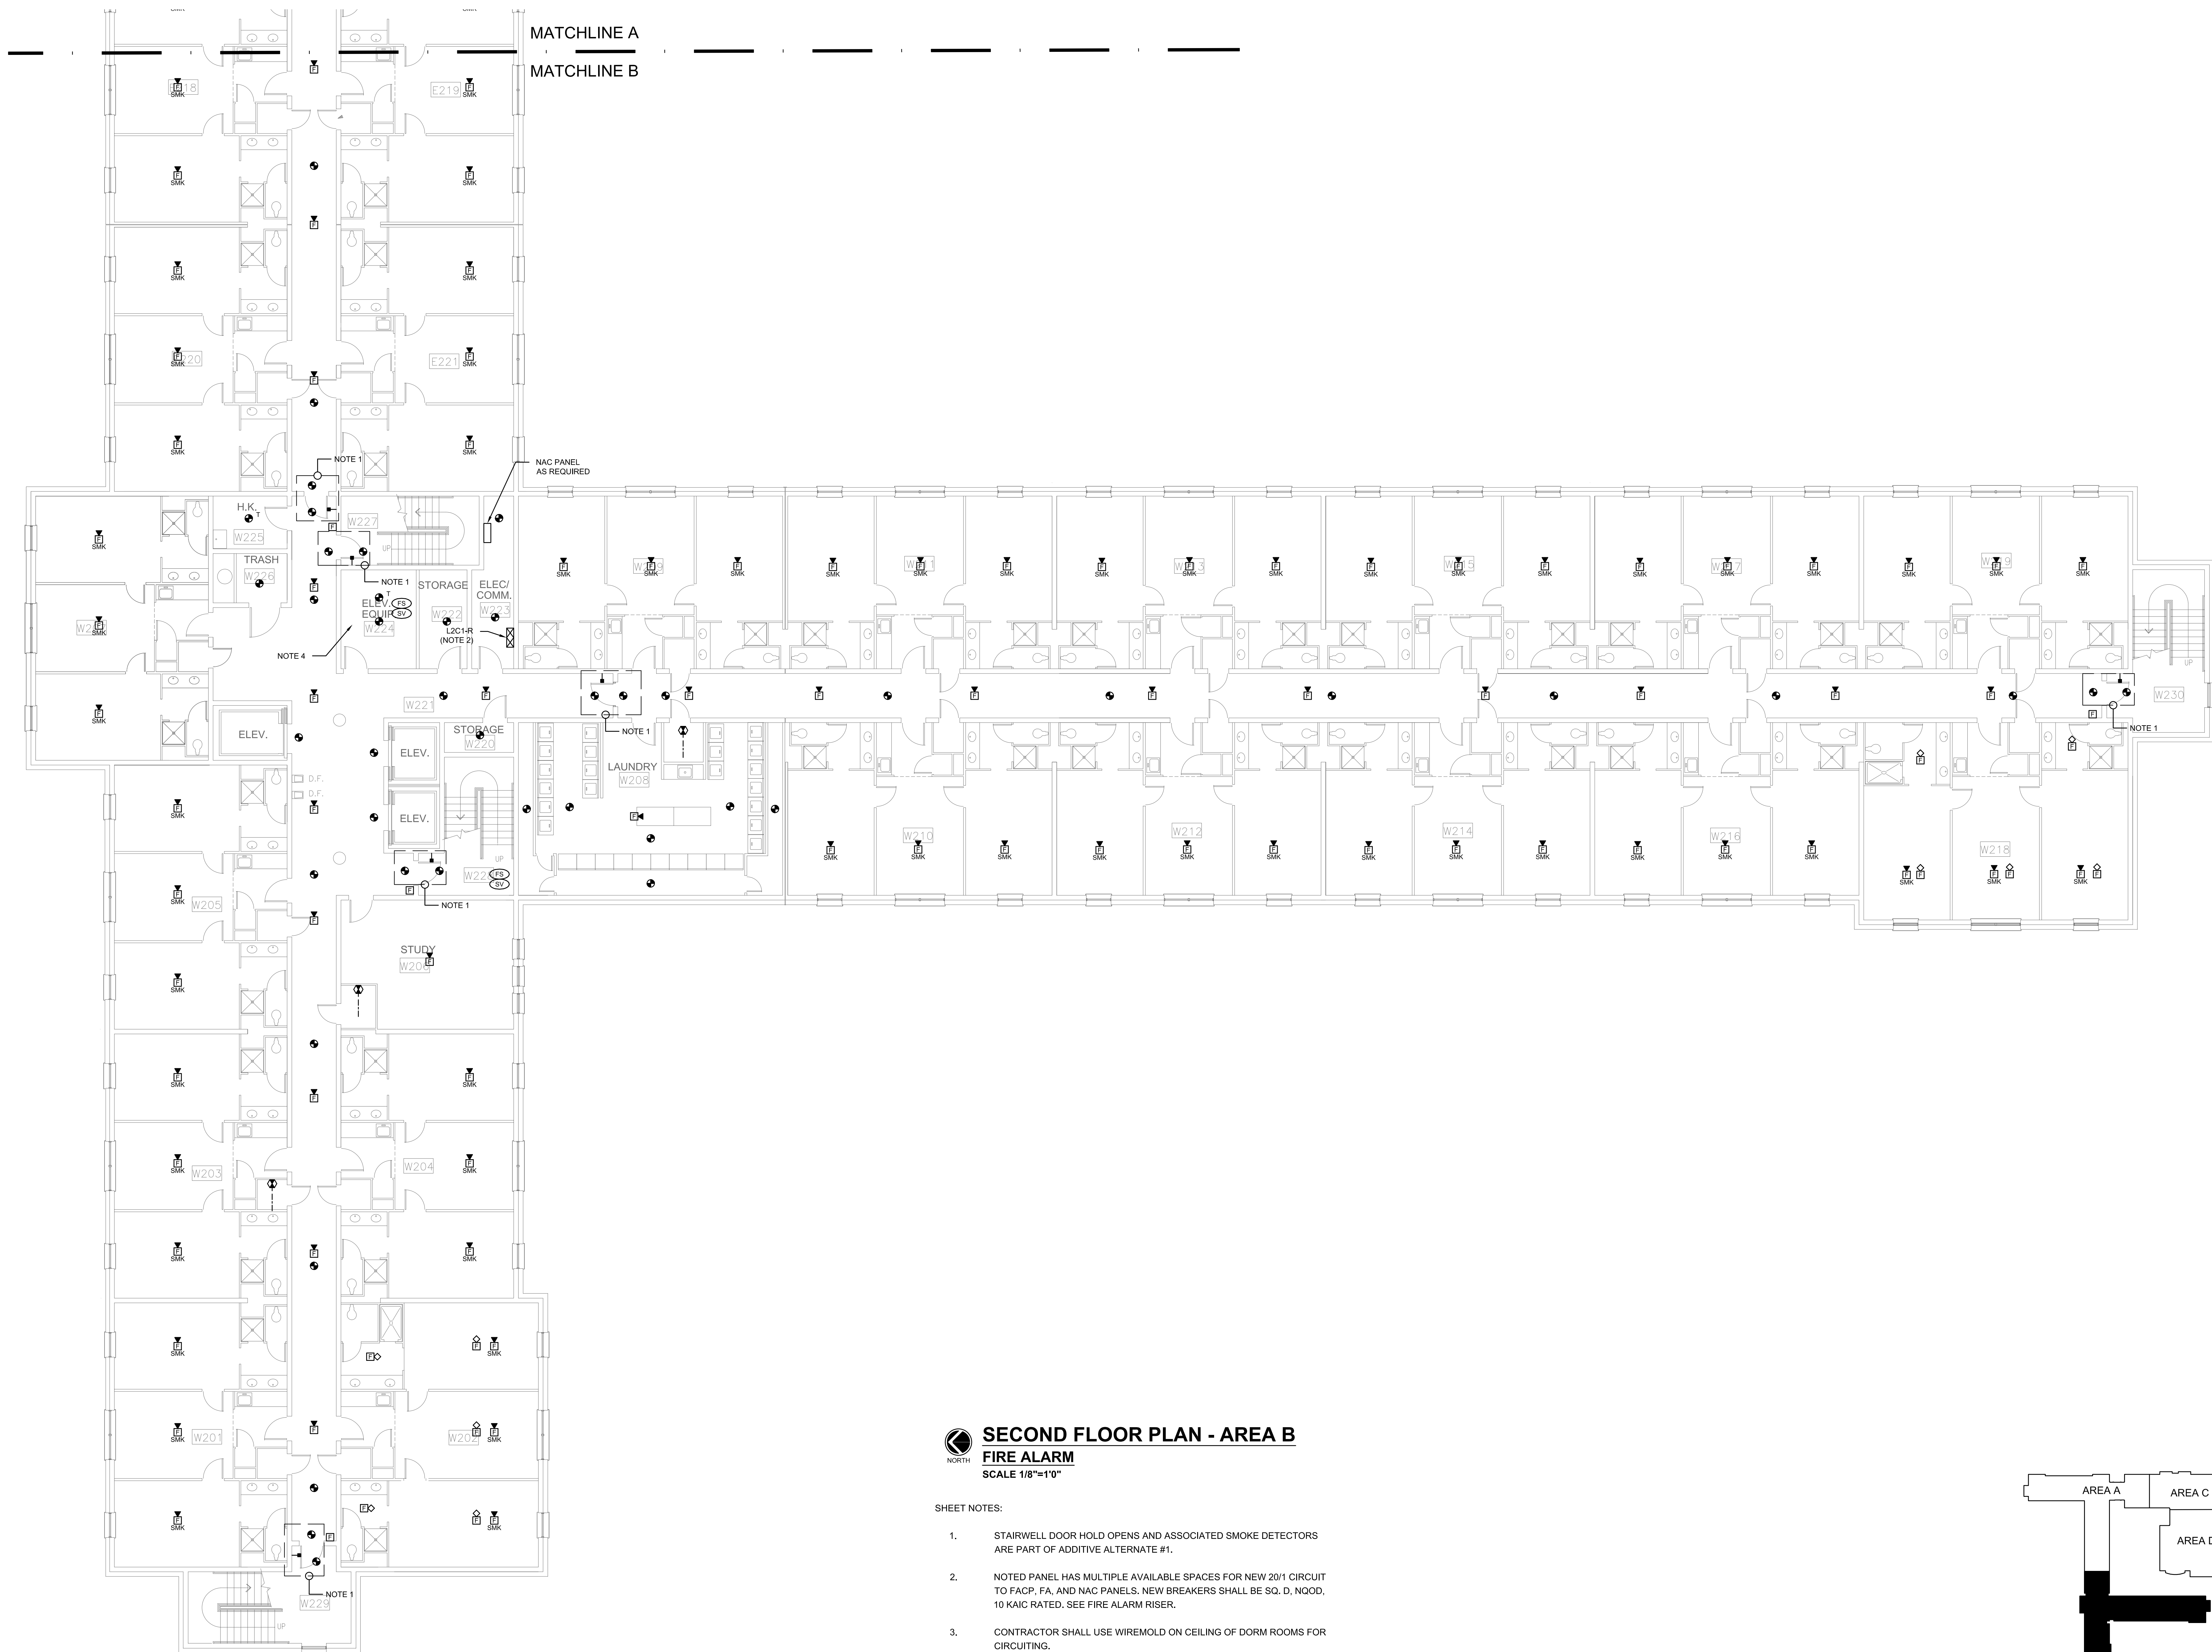 MATCHLINE A
MATCHLINE B
E219
E221
NAC PANEL
AS REQUIRED
NOTE 1
H.K.
T
W225
W227
UP
TRASH
W226
NOTE 1
T
ELEV.
EQUIP
FS
SV
W224
STORAGE
W222
ELEC/
COMM.
W223
L2C1-R
(NOTE 2)
NOTE 4
W221
STORAGE
W220
NOTE 1
LAUNDRY
W208
ELEV.
ELEV.
ELEV.
D.F.
D.F.
UP
FS
SV
NOTE 1
W205
STUDY
W206
W210
W212
W214
W216
W218
UP
W230
NOTE 1
W203
W204
W201
W202
NOTE 1
W229
UP
SMK
F
NORTH
SECOND FLOOR PLAN - AREA B
FIRE ALARM
SCALE 1/8"=1'0"
SHEET NOTES:
1. STAIRWELL DOOR HOLD OPENS AND ASSOCIATED SMOKE DETECTORS
ARE PART OF ADDITIVE ALTERNATE #1.
2. NOTED PANEL HAS MULTIPLE AVAILABLE SPACES FOR NEW 20/1 CIRCUIT
TO FACP, FA, AND NAC PANELS. NEW BREAKERS SHALL BE SQ. D, NQOD,
10 KAIC RATED. SEE FIRE ALARM RISER.
3. CONTRACTOR SHALL USE WIREMOLD ON CEILING OF DORM ROOMS FOR
CIRCUITING.
AREA A
AREA C
AREA D